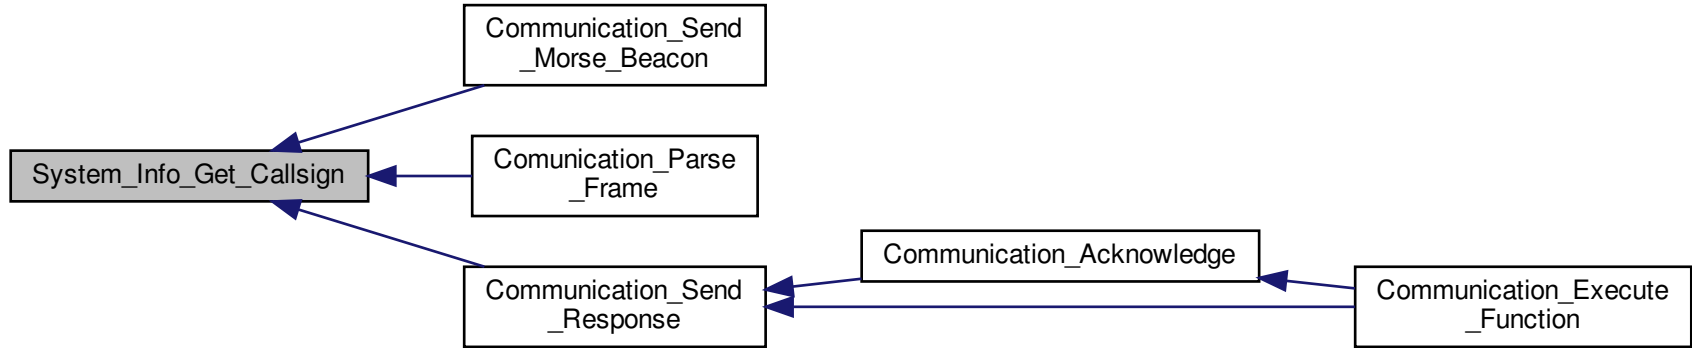 Communication_Send
_Morse_Beacon
System_Info_Get_Callsign
Comunication_Parse
_Frame
Communication_Send
_Response
Communication_Acknowledge
Communication_Execute
_Function